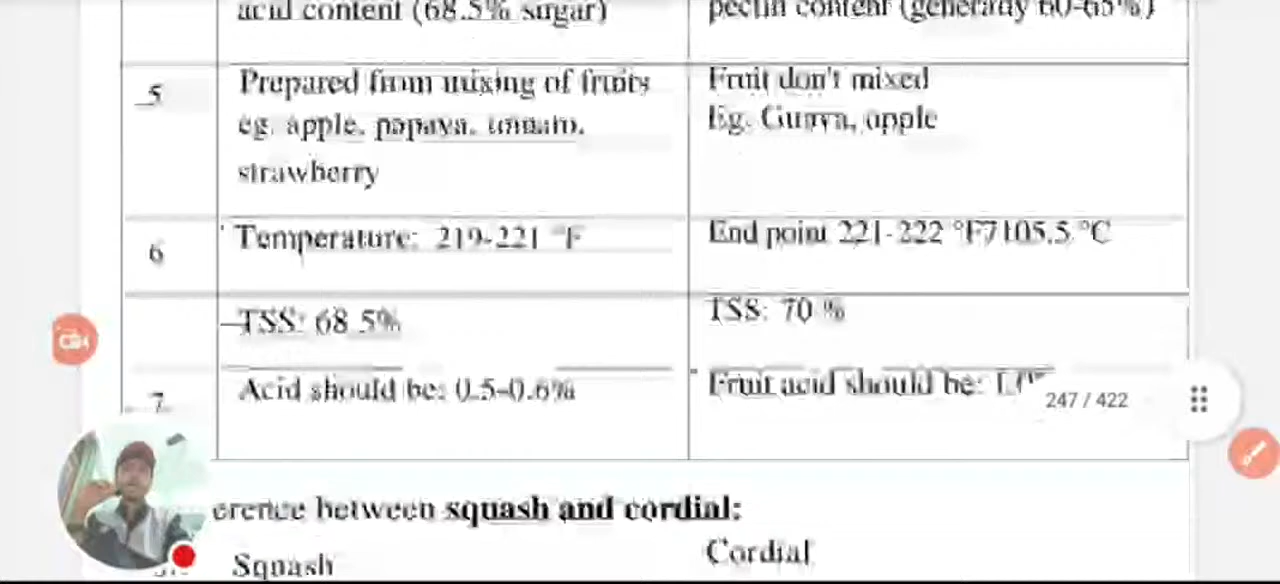 acid content (68.5% sugar)
pectin content (generally 60-65%)
5
Prepared from mixing of fruits
eg. apple, papaya,
strawberry
Fruit don't mixed
Eg. Guava, apple
6
Temperature: 219-221 °F
End point 221-222 °F/105.5 °C
TSS: 68.5%
TSS: 70 %
7
Acid should be: 0.5-0.6%
Fruit acid should be:
247 / 422
erence between squash and cordial:
Squash
Cordial